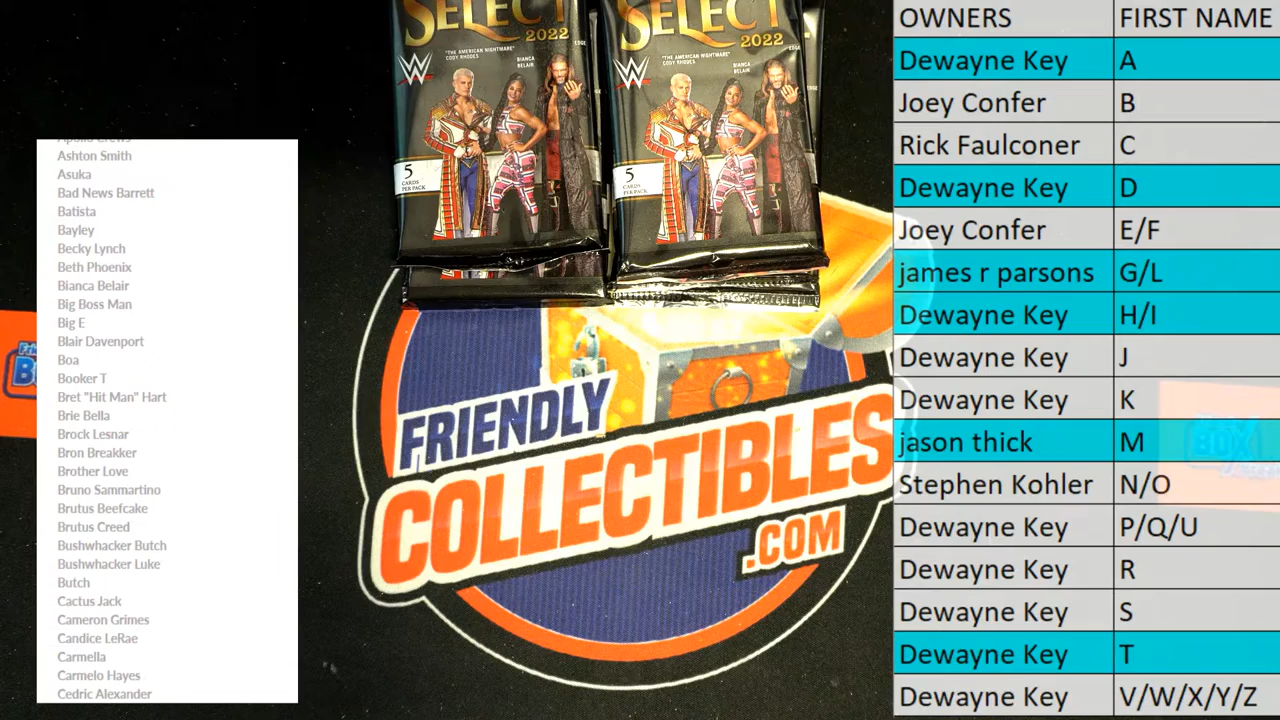 Apollo Crews
Ashton Smith
Asuka
Bad News Barrett
Batista
Bayley
Becky Lynch
Beth Phoenix
Bianca Belair
Big Boss Man
Big E
Blair Davenport
Boa
Booker T
Bret "Hit Man" Hart
Brie Bella
Brock Lesnar
Bron Breakker
Brother Love
Bruno Sammartino
Brutus Beefcake
Brutus Creed
Bushwhacker Butch
Bushwhacker Luke
Butch
Cactus Jack
Cameron Grimes
Candice LeRae
Carmella
Carmelo Hayes
Cedric Alexander
SELECT
2022
W
"THE AMERICAN NIGHTMARE"
CODY RHODES
BIANCA
BELAIR
EDGE
5
CARDS
PER PACK
SELECT
2022
W
"THE AMERICAN NIGHTMARE"
CODY RHODES
BIANCA
BELAIR
EDGE
5
CARDS
PER PACK
FRIENDLY
COLLECTIBLES
.COM
BOX
OWNERS FIRST NAME
Dewayne Key A
Joey Confer B
Rick Faulconer C
Dewayne Key D
Joey Confer E/F
james r parsons G/L
Dewayne Key H/I
Dewayne Key J
Dewayne Key K
jason thick M
Stephen Kohler N/O
Dewayne Key P/Q/U
Dewayne Key R
Dewayne Key S
Dewayne Key T
Dewayne Key V/W/X/Y/Z